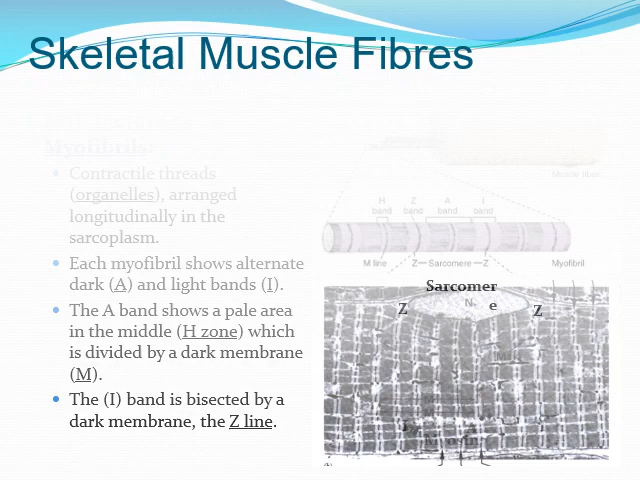 Skeletal Muscle Fibres
Myofibrils:
Contractile threads
(organelles), arranged
longitudinally in the
sarcoplasm.
Each myofibril shows alternate
dark (A) and light bands (I).
The A band shows a pale area
in the middle (H zone) which
is divided by a dark membrane
(M).
The (I) band is bisected by a
dark membrane, the Z line.
Muscle fiber
H band Z band A band I band
M line Z—Sarcomere—Z Myofibril
Sarcomer
e
Z N Z
M